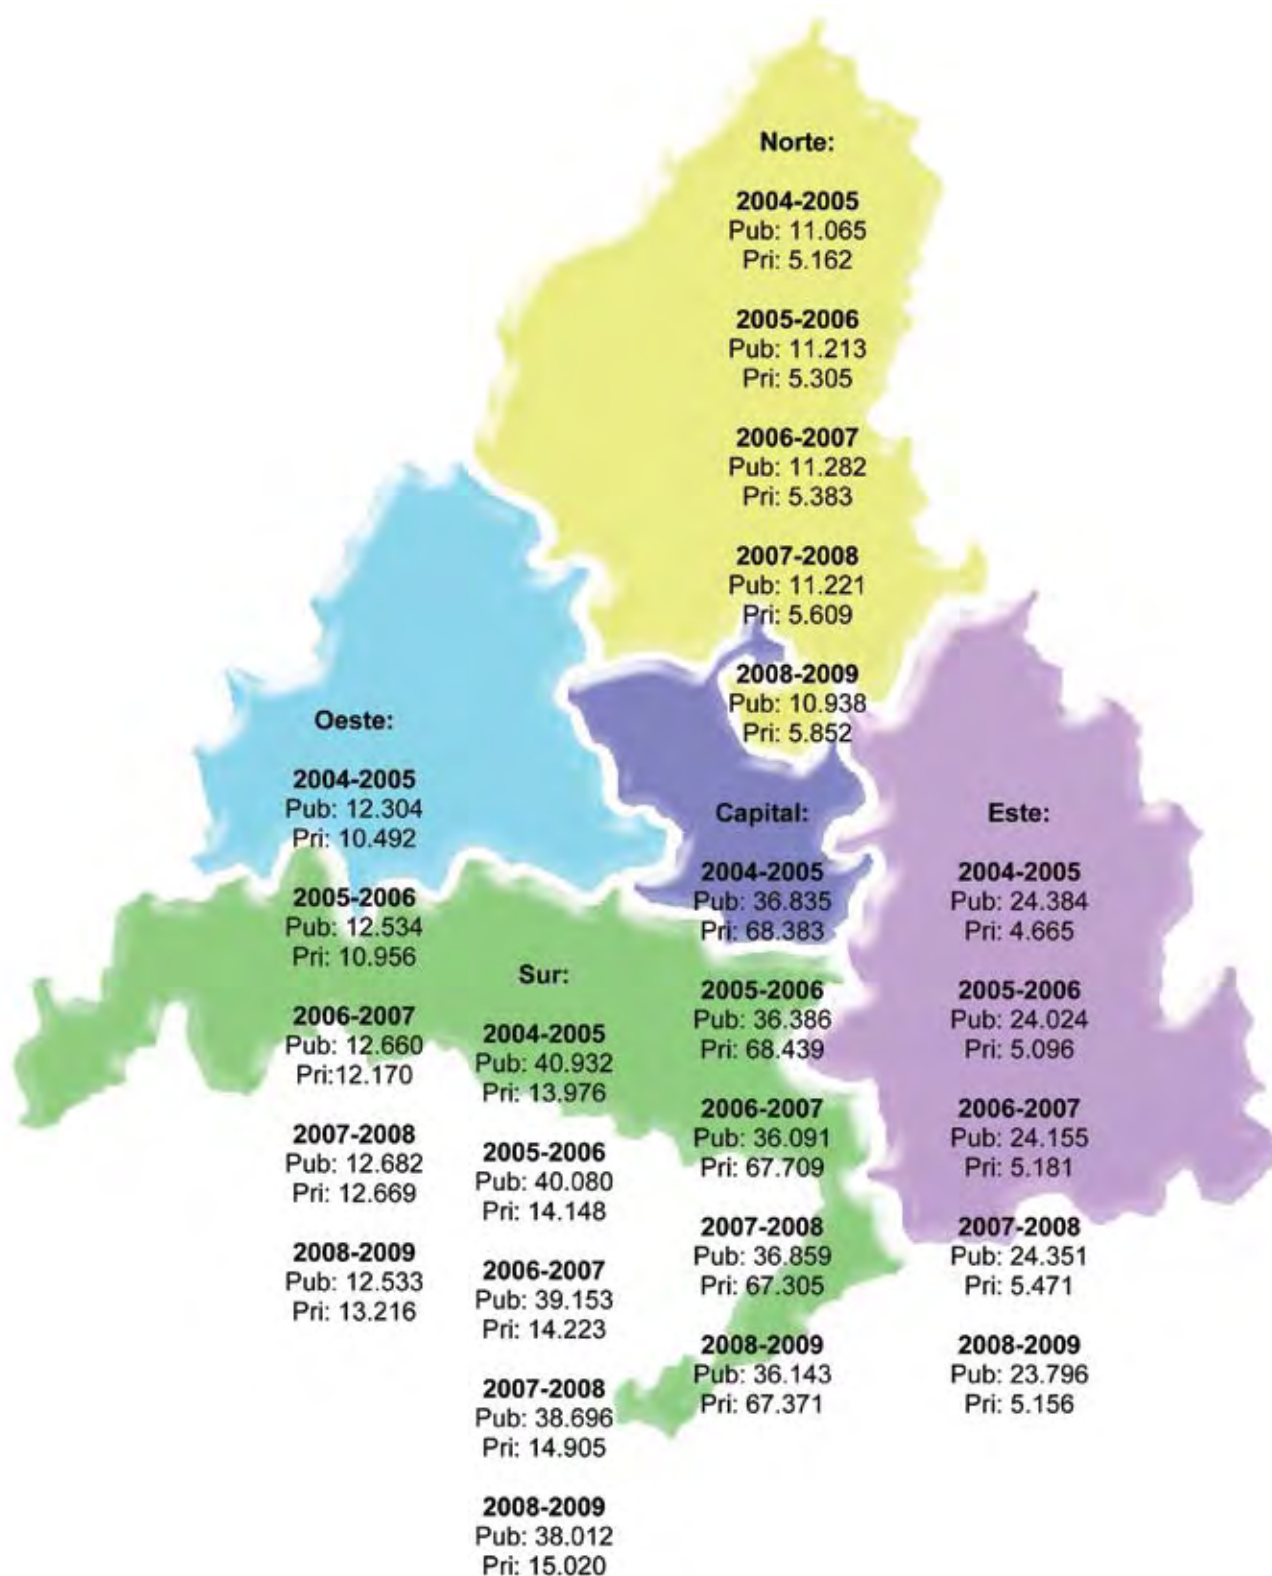 Norte:
2004-2005
Pub: 11.065
Pri: 5.162
2005-2006
Pub: 11.213
Pri: 5.305
2006-2007
Pub: 11.282
Pri: 5.383
2007-2008
Pub: 11.221
Pri: 5.609
2008-2009
Pub: 10.938
Pri: 5.852
Oeste:
2004-2005
Pub: 12.304
Pri: 10.492
2005-2006
Pub: 12.534
Pri: 10.956
2006-2007
Pub: 12.660
Pri:12.170
2007-2008
Pub: 12.682
Pri: 12.669
2008-2009
Pub: 12.533
Pri: 13.216
Sur:
2004-2005
Pub: 40.932
Pri: 13.976
2005-2006
Pub: 40.080
Pri: 14.148
2006-2007
Pub: 39.153
Pri: 14.223
2007-2008
Pub: 38.696
Pri: 14.905
2008-2009
Pub: 38.012
Pri: 15.020
Capital:
2004-2005
Pub: 36.835
Pri: 68.383
2005-2006
Pub: 36.386
Pri: 68.439
2006-2007
Pub: 36.091
Pri: 67.709
2007-2008
Pub: 36.859
Pri: 67.305
2008-2009
Pub: 36.143
Pri: 67.371
Este:
2004-2005
Pub: 24.384
Pri: 4.665
2005-2006
Pub: 24.024
Pri: 5.096
2006-2007
Pub: 24.155
Pri: 5.181
2007-2008
Pub: 24.351
Pri: 5.471
2008-2009
Pub: 23.796
Pri: 5.156